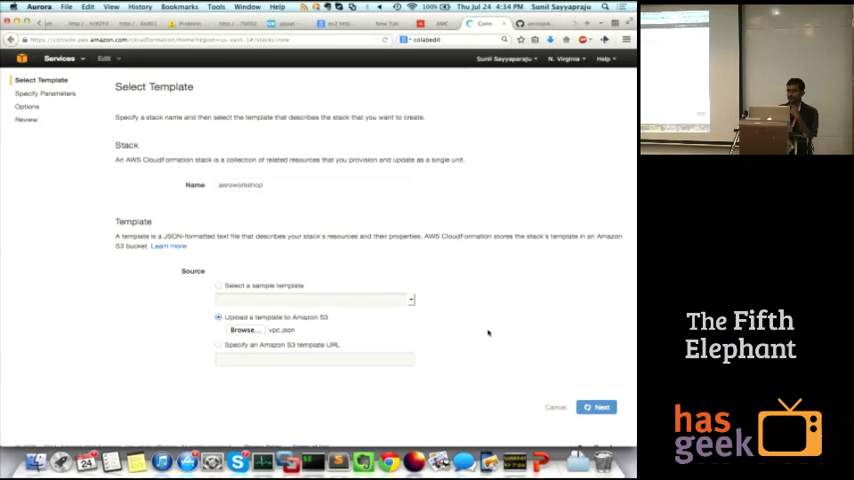 Aurora File Edit View History Bookmarks Tools Window Help
100% Thu Jul 24 4:34 PM Sunil Sayyaparaju
New Tab
colabedit
Services Edit
Sunil Sayyaparaju N. Virginia Help
Select Template
Specify Parameters
Options
Review
Select Template
Specify a stack name and then select the template that describes the stack that you want to create.
Stack
An AWS CloudFormation stack is a collection of related resources that you provision and update as a single unit.
Name aeroworkshop
Template
A template is a JSON-formatted text file that describes your stack's resources and their properties. AWS CloudFormation stores the stack's template in an Amazon
S3 bucket. Learn more
Source
Select a sample template
Upload a template to Amazon S3
Browse... vpc.json
Specify an Amazon S3 template URL
Cancel Next
24
The Fifth
Elephant
has
geek